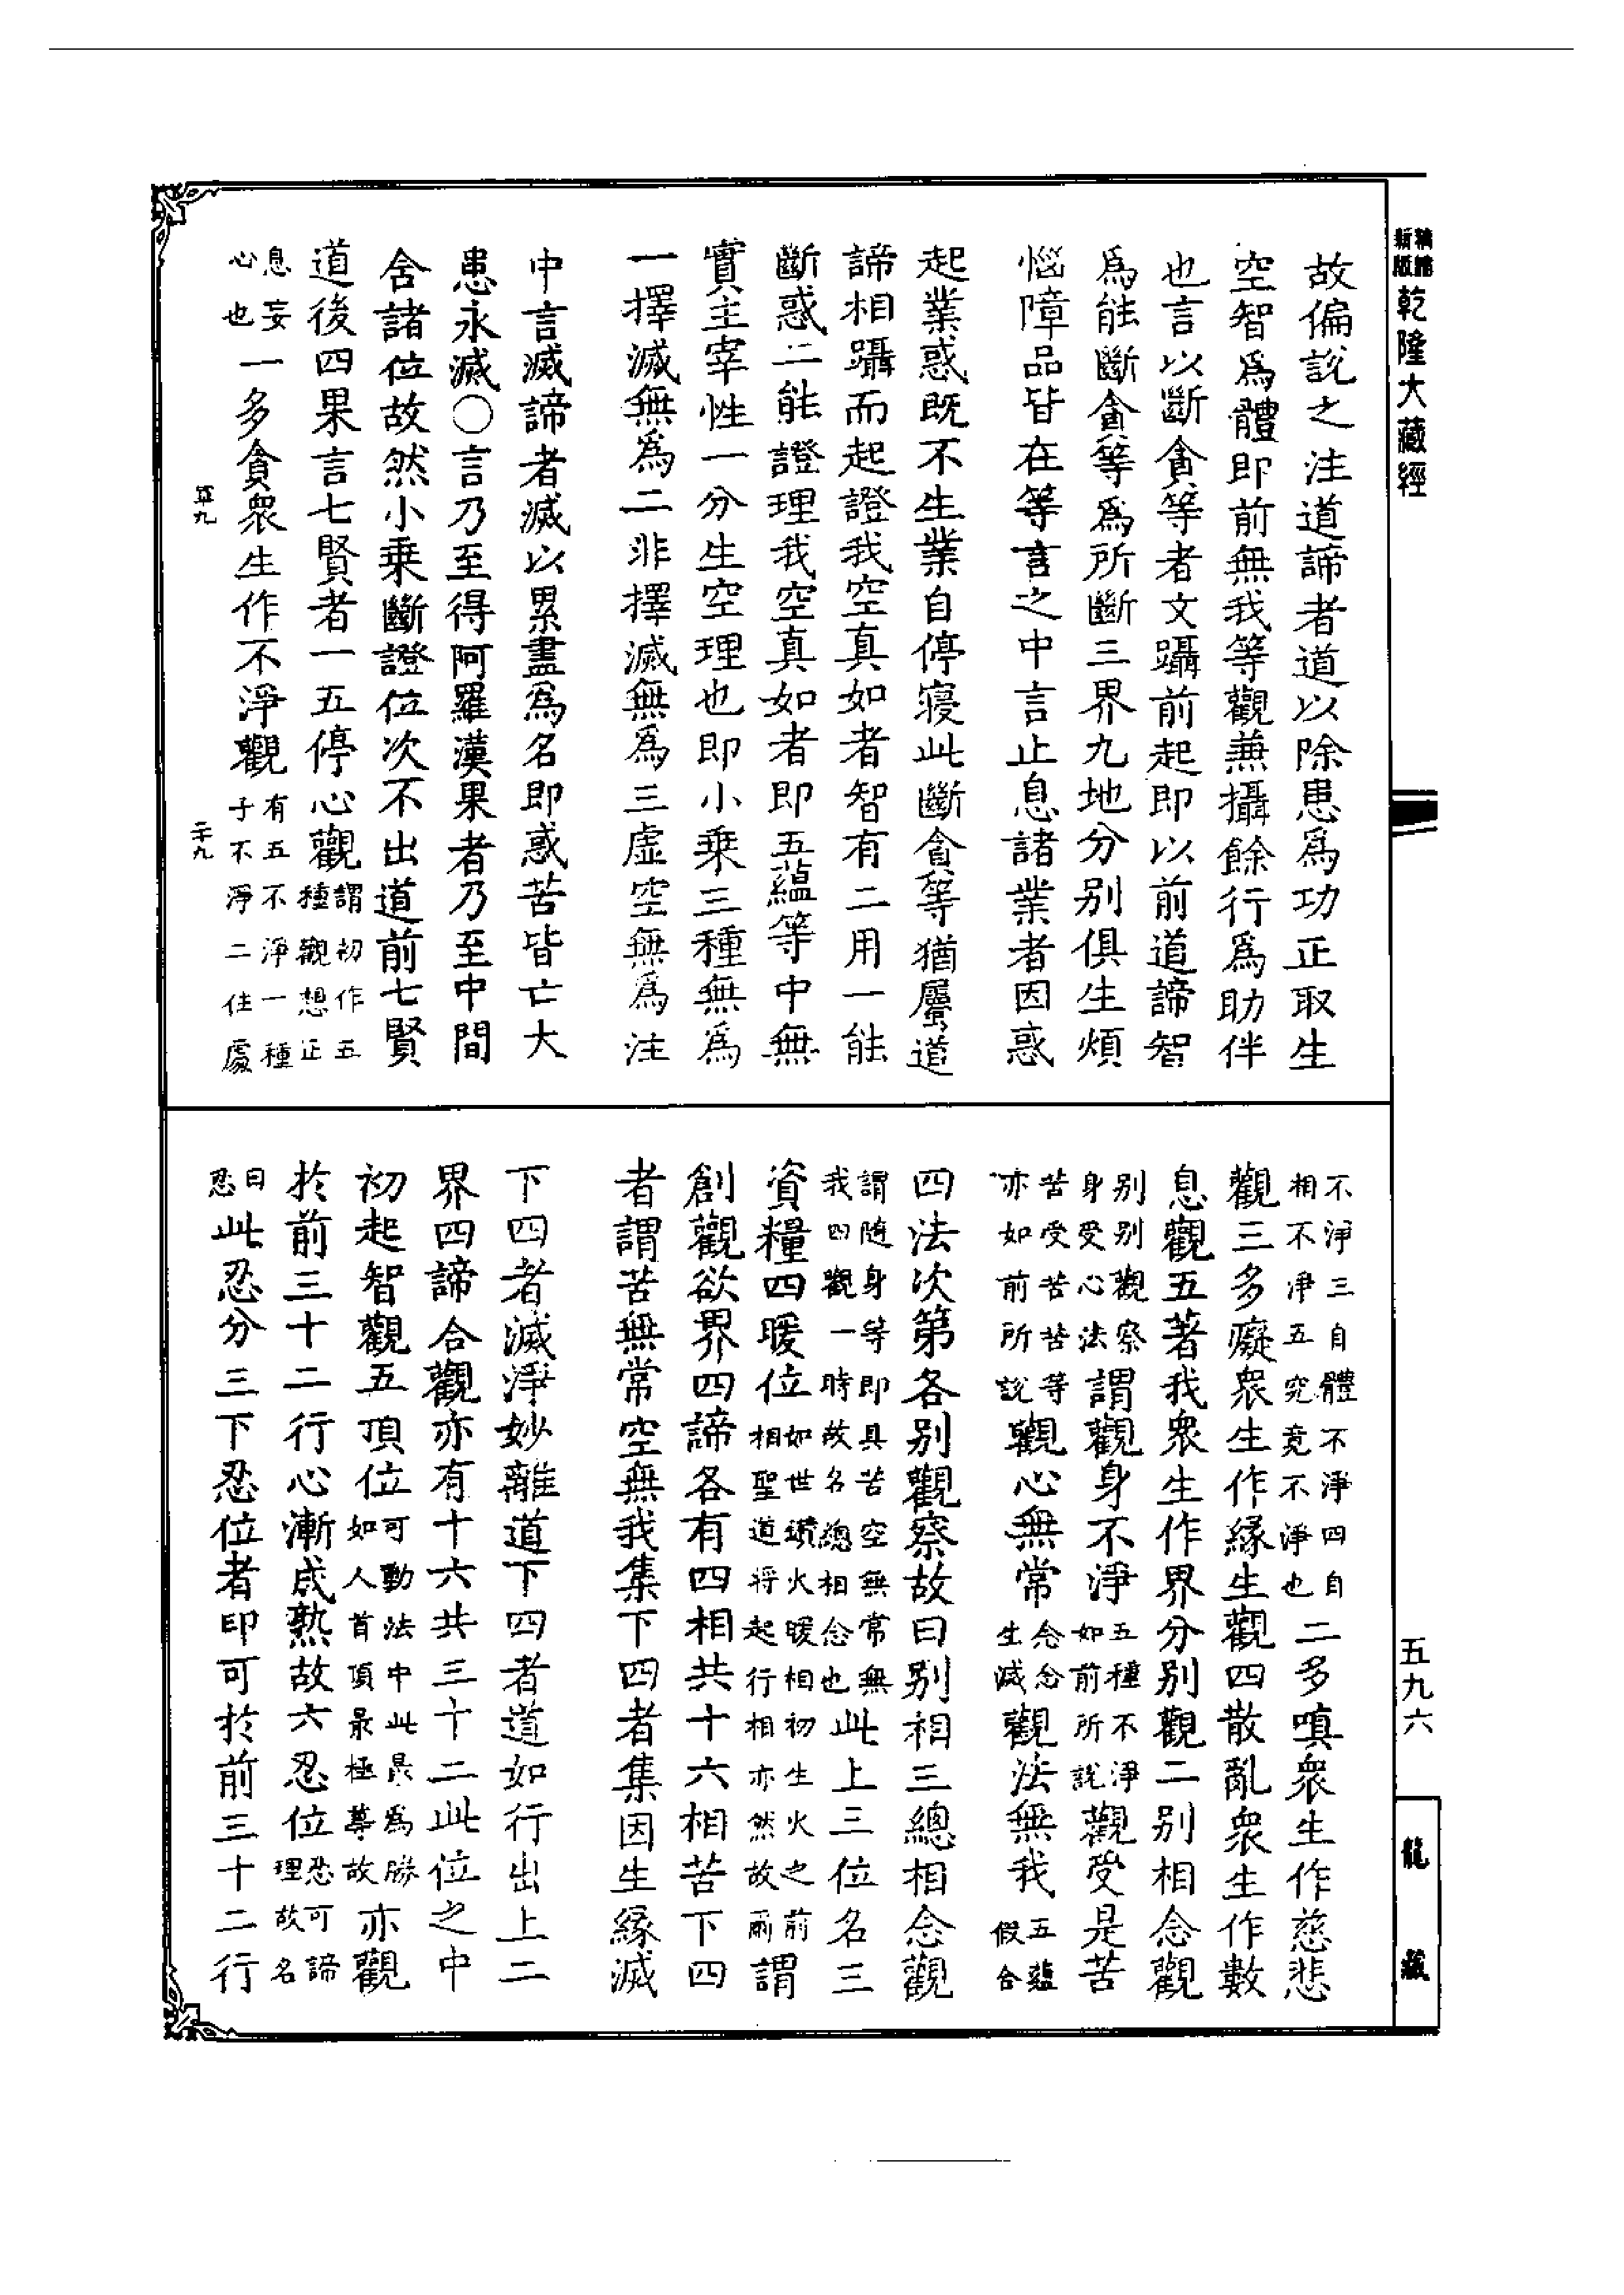 新版
精縮
乾隆大藏經
五九六
龍藏
故偏說之注道諦者道以除患爲功正取生
空智爲體即前無我等觀兼攝餘行爲助伴
也言以斷貪等者文躡前起即以前道諦智
爲能斷貪等爲所斷三界九地分別俱生煩
惱障品皆在等言之中言止息諸業者因惑
起業惑既不生業自停寢此斷貪等猶屬道
諦相躡而起證我空真如者智有二用一能
斷惑二能證理我空真如者即五蘊等中無
實主宰性一分生空理也即小乘三種無爲
一擇滅無爲二非擇滅無爲三虛空無爲注
中言滅諦者滅以累盡爲名即惑苦皆亡大
患永滅〇言乃至得阿羅漢果者乃至中間
含諸位故然小乘斷證位次不出道前七賢
道後四果言七賢者一五停心觀謂初作五種觀想正
息妄心也一多貪衆生作不淨觀有五不淨一種子不淨二住處
算九
二十九
不淨三自體不淨四自相不淨五究竟不淨也二多嗔衆生作慈悲
觀三多癡衆生作緣生觀四散亂衆生作數
息觀五著我衆生作界分別觀二別相念觀
別別觀察身受心法謂觀身不淨五種不淨如前所說觀受是苦
苦受苦苦等亦如前所說觀心無常念念生滅觀法無我五蘊假合
四法次第各別觀察故曰別相三總相念觀
謂隨身等即具苦空無常無我四觀一時故名總相念也此上三位名三
資糧四暖位如世鑽火暖相初生火之前相聖道將起行相亦然故爾謂
創觀欲界四諦各有四相共十六相苦下四
者謂苦無常空無我集下四者集因生緣滅
下四者滅淨妙離道下四者道如行出上二
界四諦合觀亦有十六共三十二此位之中
初起智觀五頂位可動法中此最爲勝如人首頂最極尊故亦觀
於前三十二行心漸成熟故六忍位忍可諦理故名
曰忍此忍分三下忍位者印可於前三十二行